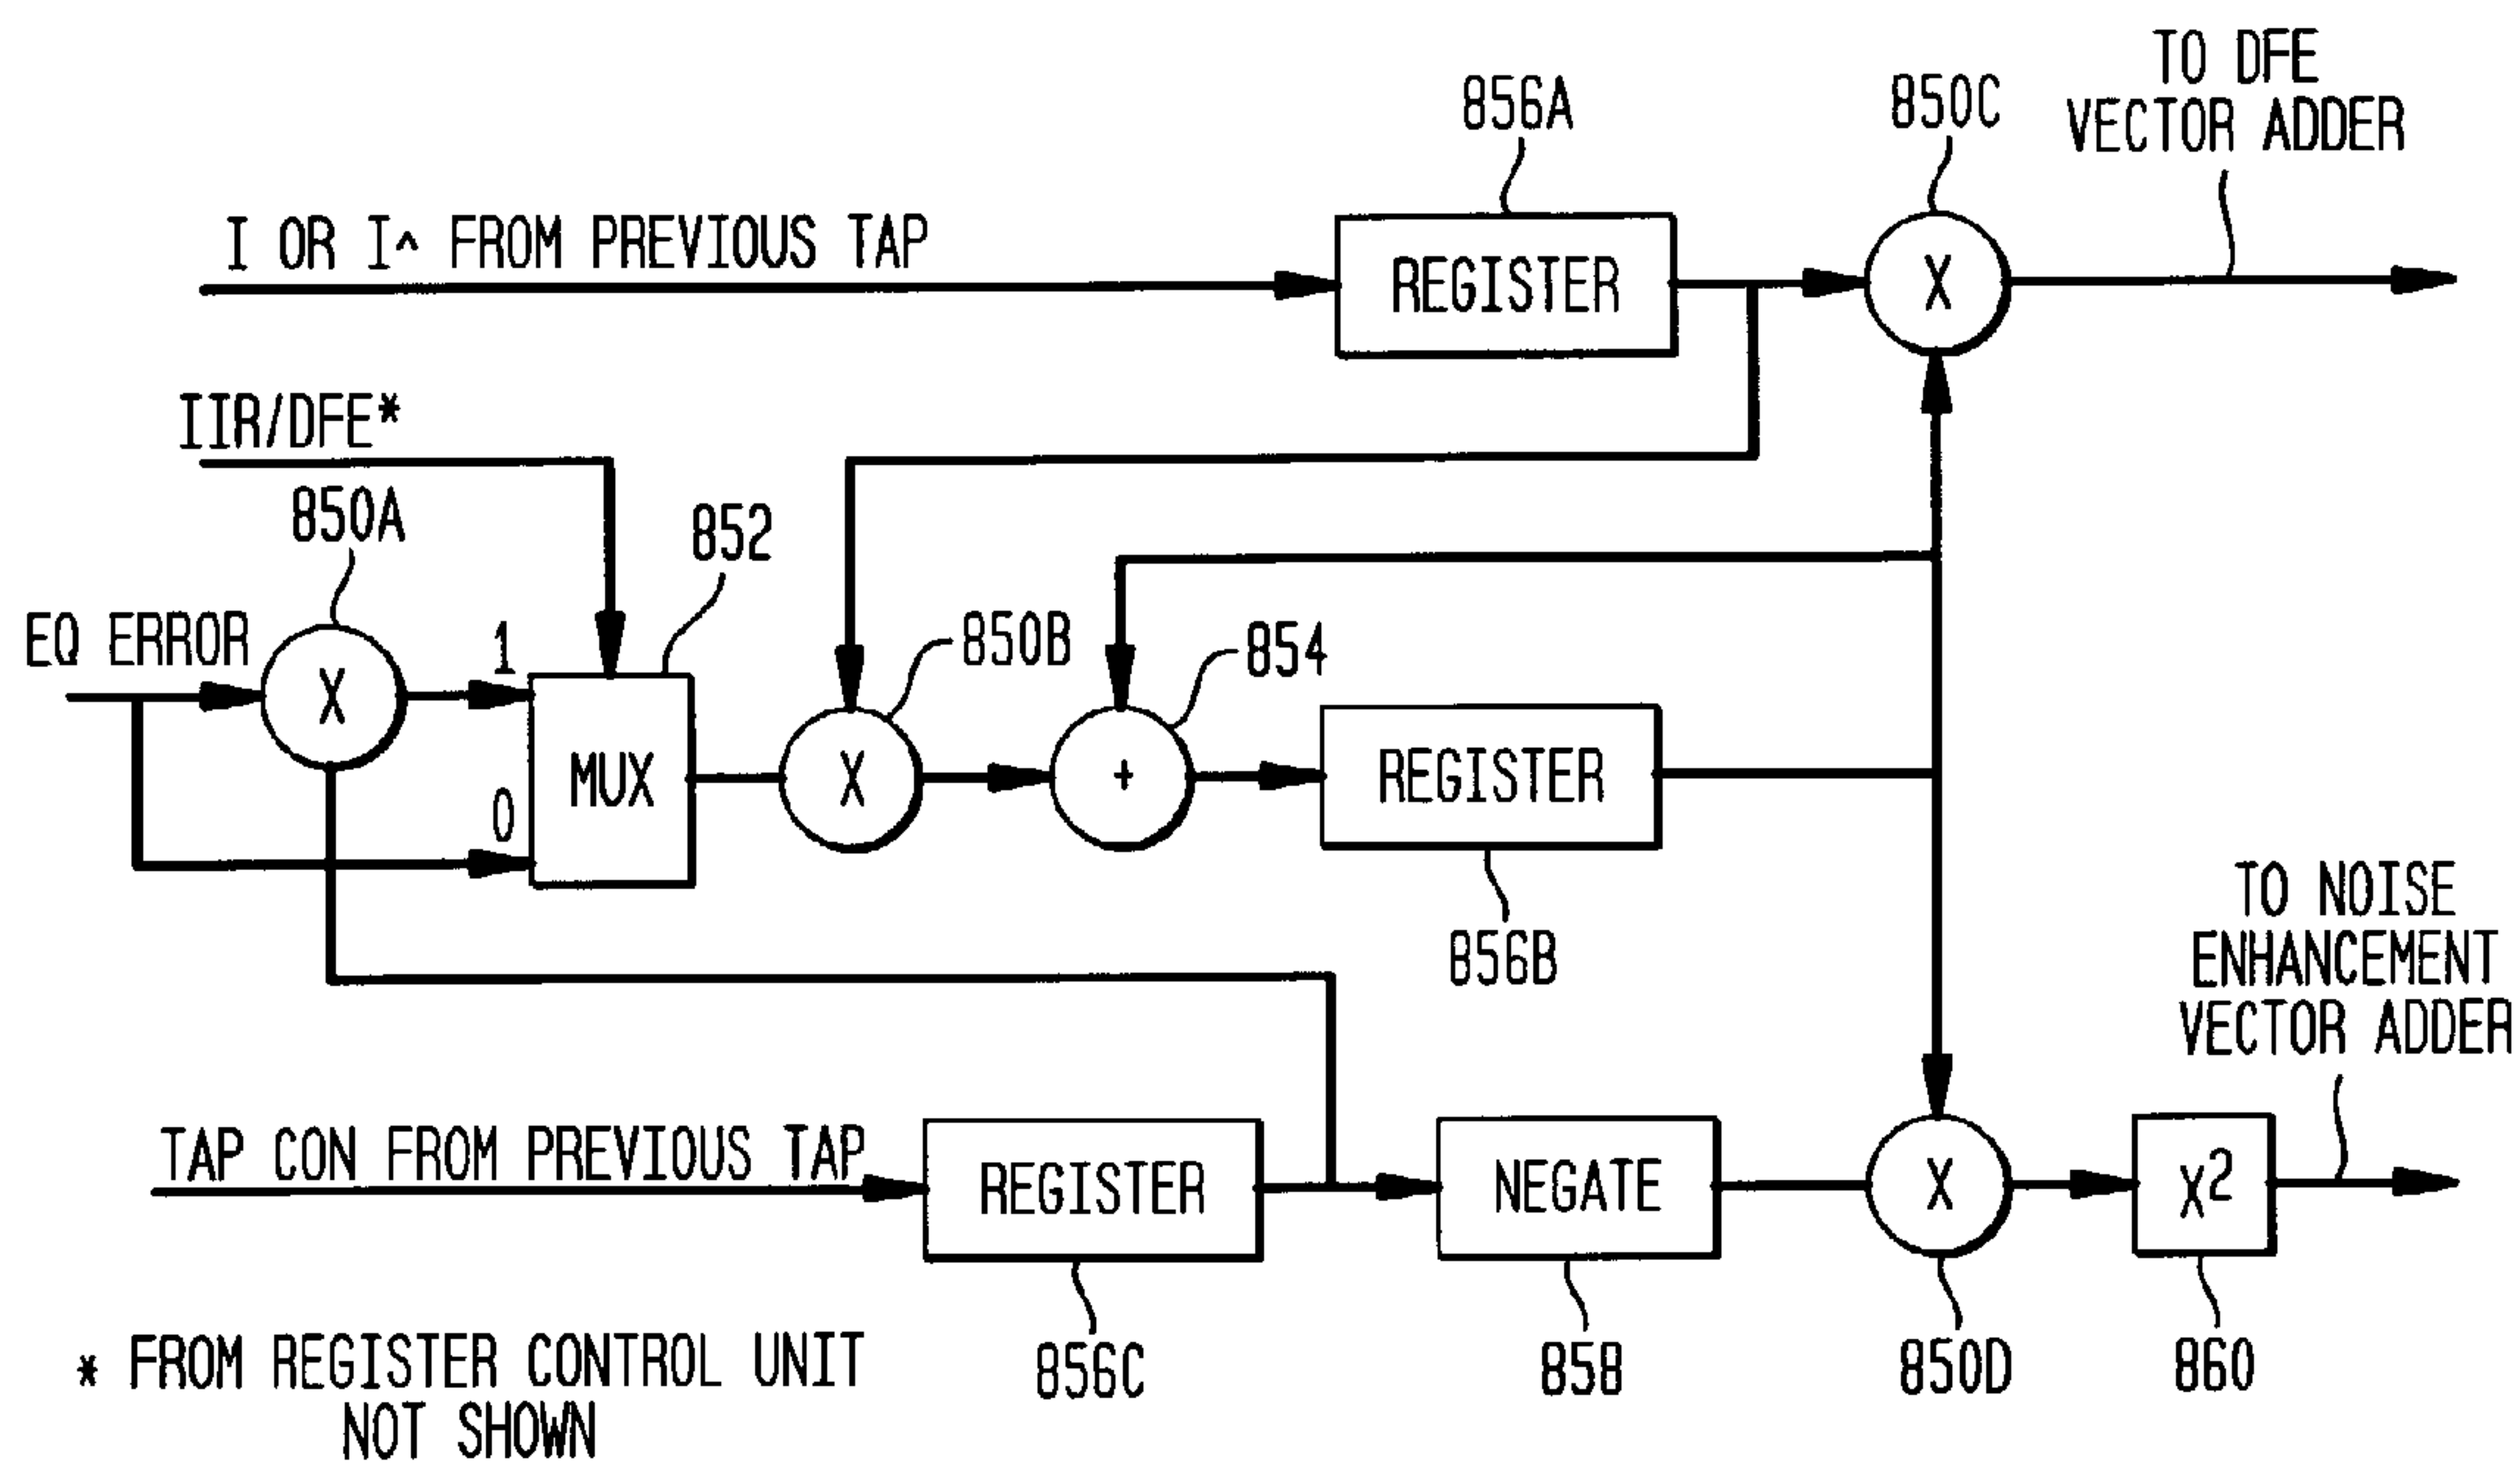 TO DFE
VECTOR ADDER
856A
850C
I OR I^ FROM PREVIOUS TAP
REGISTER
X
IIR/DFE*
850A
852
EQ ERROR
X
1
0
MUX
850B
X
854
+
REGISTER
856B
TO NOISE
ENHANCEMENT
VECTOR ADDER
TAP CON FROM PREVIOUS TAP
REGISTER
NEGATE
X
X²
856C
858
850D
860
* FROM REGISTER CONTROL UNIT
NOT SHOWN